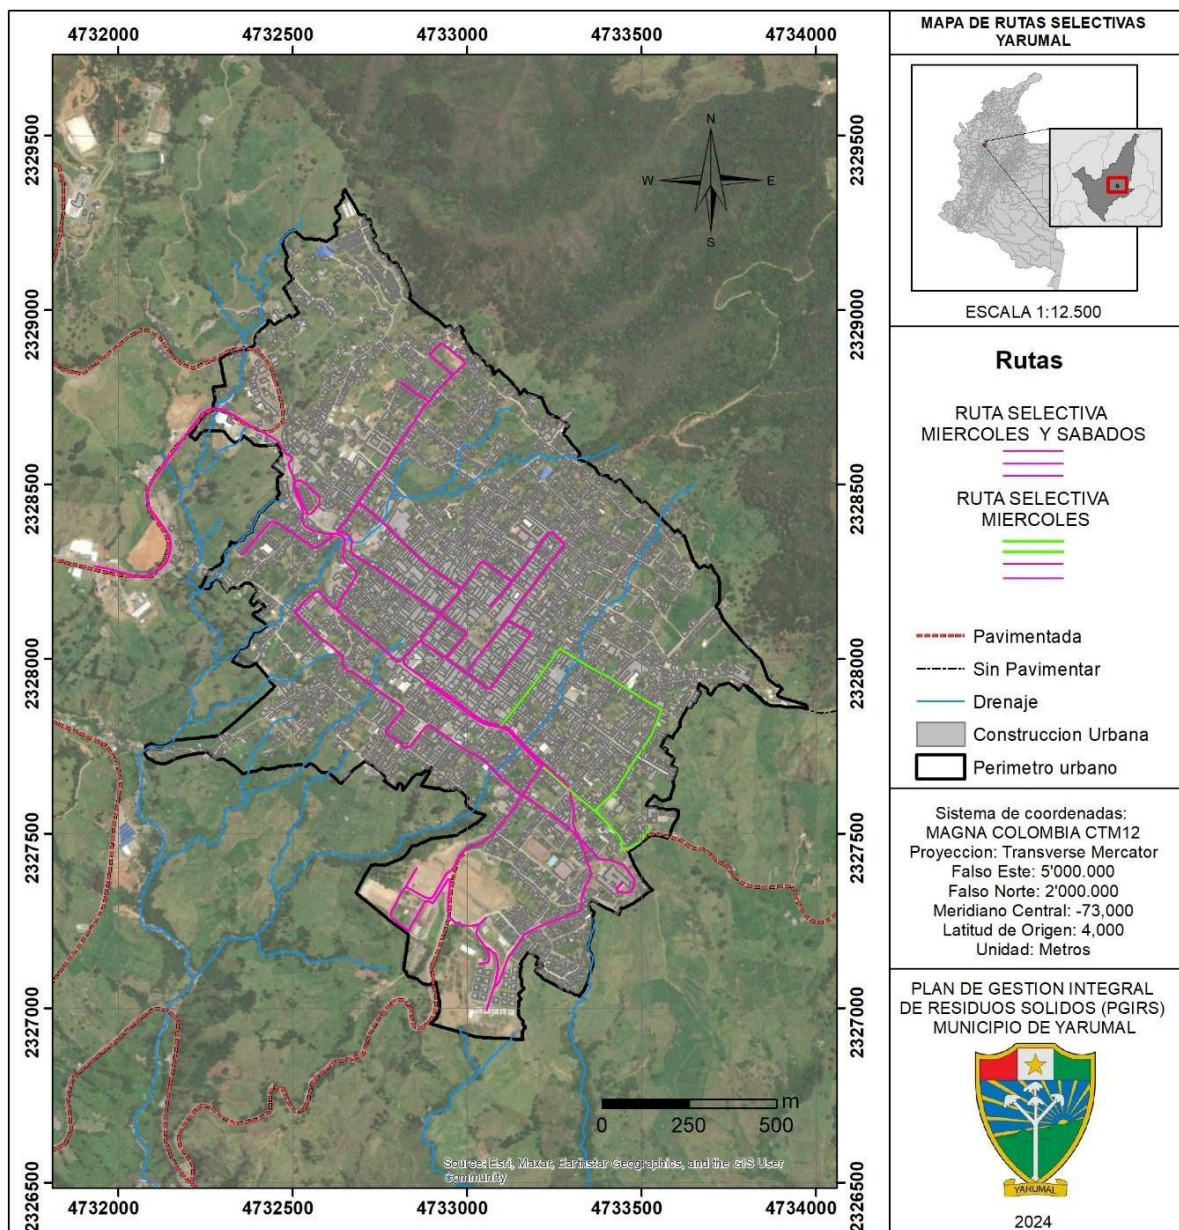 4732000 4732500 4733000 4733500 4734000
2329500
2329000
2328500
2328000
2327500
2327000
2326500
N
W E
S
0 250 500 m
Source: Esri, Maxar, Earthstar Geographics, and the GIS User
Community
2329500
2329000
2328500
2328000
2327500
2327000
2326500
4732000 4732500 4733000 4733500 4734000
MAPA DE RUTAS SELECTIVAS
YARUMAL
ESCALA 1:12.500
Rutas
RUTA SELECTIVA
MIERCOLES Y SABADOS
RUTA SELECTIVA
MIERCOLES
Pavimentada
Sin Pavimentar
Drenaje
Construccion Urbana
Perimetro urbano
Sistema de coordenadas:
MAGNA COLOMBIA CTM12
Proyeccion: Transverse Mercator
Falso Este: 5'000.000
Falso Norte: 2'000.000
Meridiano Central: -73,000
Latitud de Origen: 4,000
Unidad: Metros
PLAN DE GESTION INTEGRAL
DE RESIDUOS SOLIDOS (PGIRS)
MUNICIPIO DE YARUMAL
YARUMAL
2024